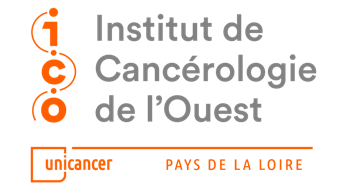 ico
Institut de
Cancérologie
de l'Ouest
unicancer
PAYS DE LA LOIRE